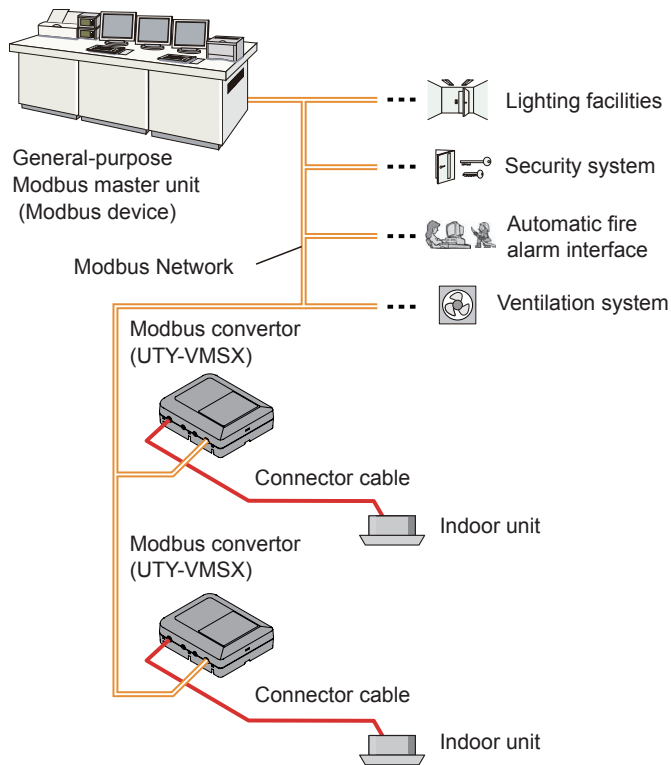 Lighting facilities
General-purpose
Modbus master unit
(Modbus device)
Security system
Automatic fire
alarm interface
Modbus Network
Ventilation system
Modbus convertor
(UTY-VMSX)
Connector cable
Indoor unit
Modbus convertor
(UTY-VMSX)
Connector cable
Indoor unit